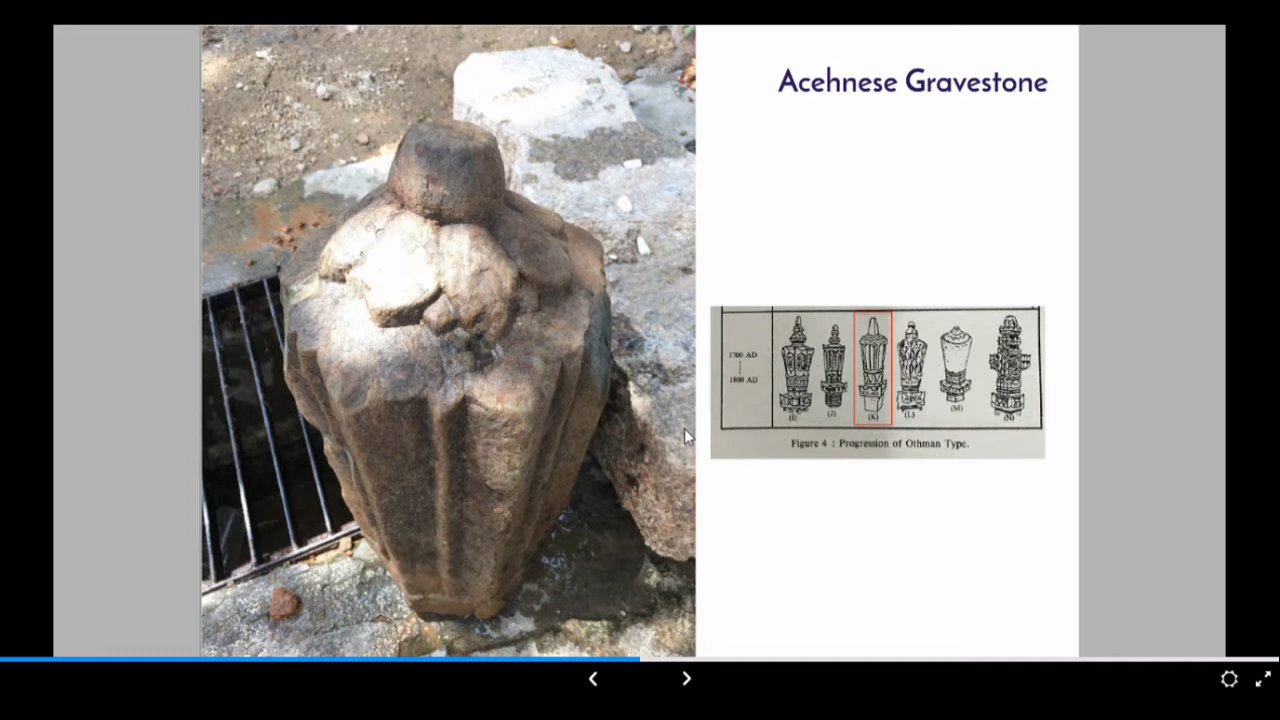 Acehnese Gravestone
1700 AD
1800 AD
(I) (J) (K) (L) (M) (N)
Figure 4 : Progression of Othman Type.